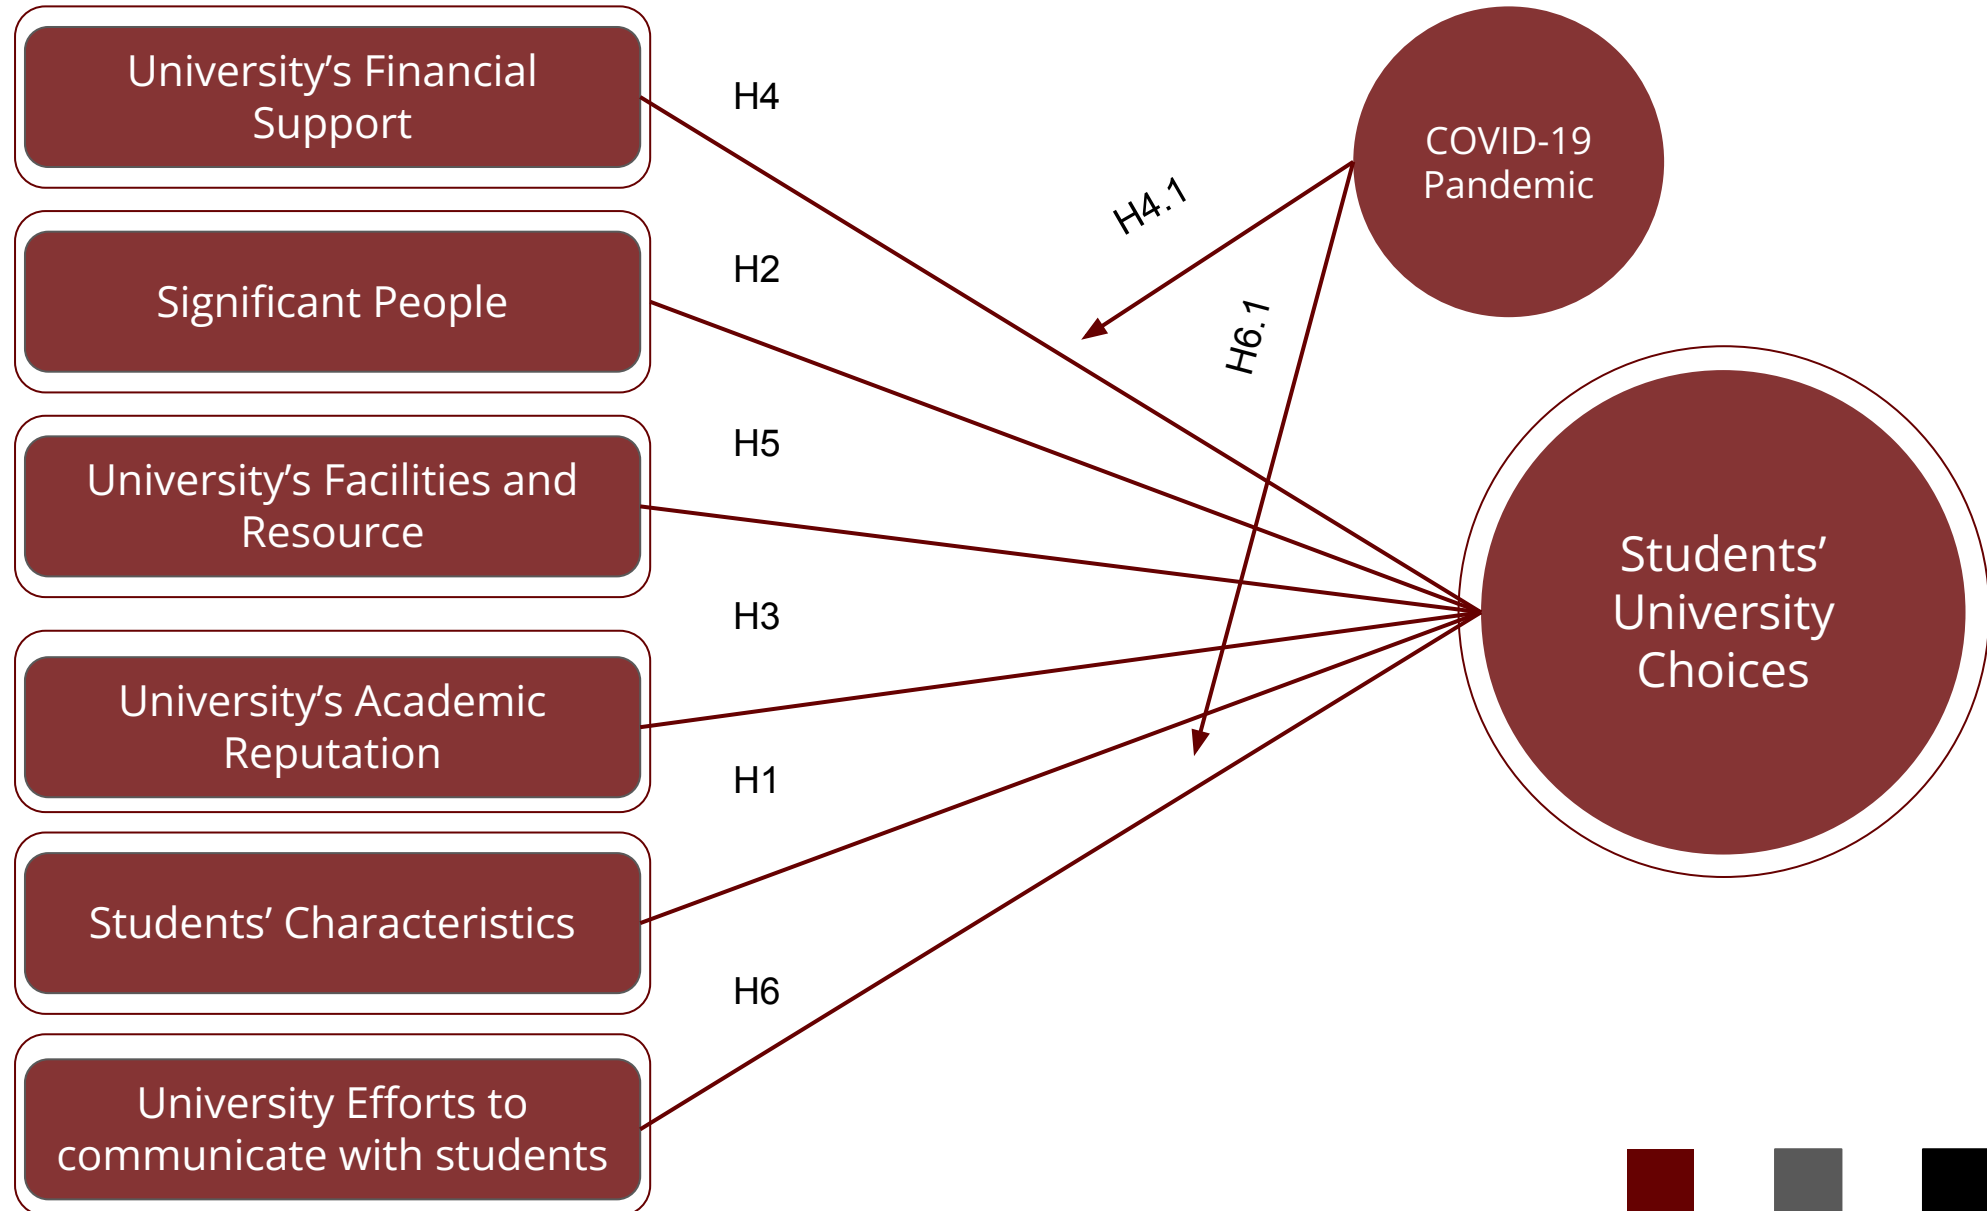 University’s Financial
Support
H4
COVID-19
Pandemic
H4.1
Significant People
H2
H6.1
University’s Facilities and
Resource
H5
Students’
University
Choices
H3
University’s Academic
Reputation
H1
Students’ Characteristics
H6
University Efforts to
communicate with students